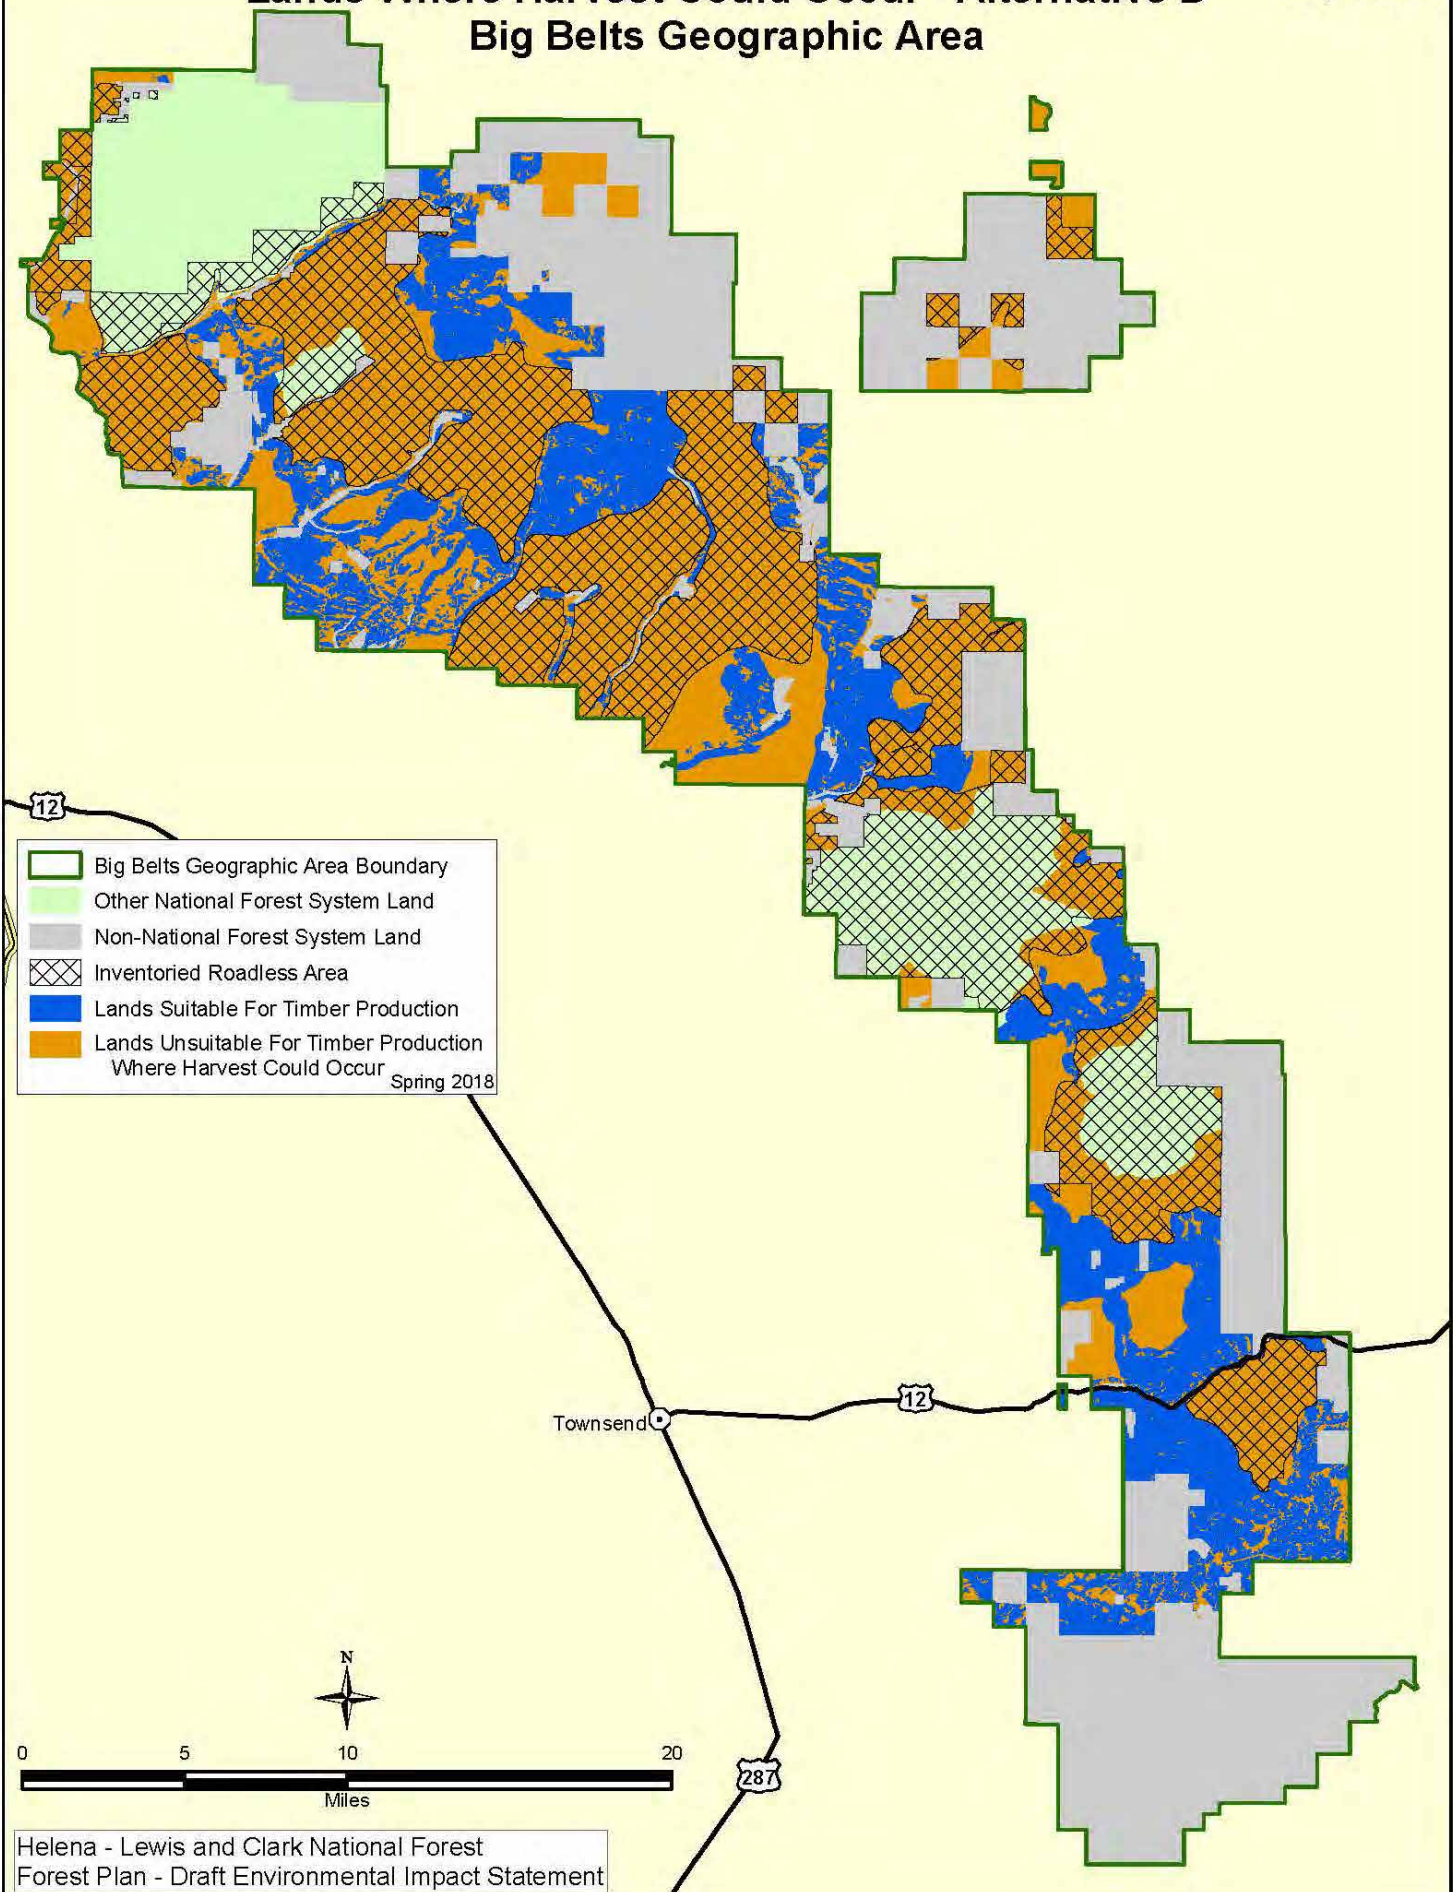 Big Belts Geographic Area
12
Big Belts Geographic Area Boundary
Other National Forest System Land
Non-National Forest System Land
Inventoried Roadless Area
Lands Suitable For Timber Production
Lands Unsuitable For Timber Production
Where Harvest Could Occur
Spring 2018
12
Townsend
N
0 5 10 20
Miles
287
Helena - Lewis and Clark National Forest
Forest Plan - Draft Environmental Impact Statement